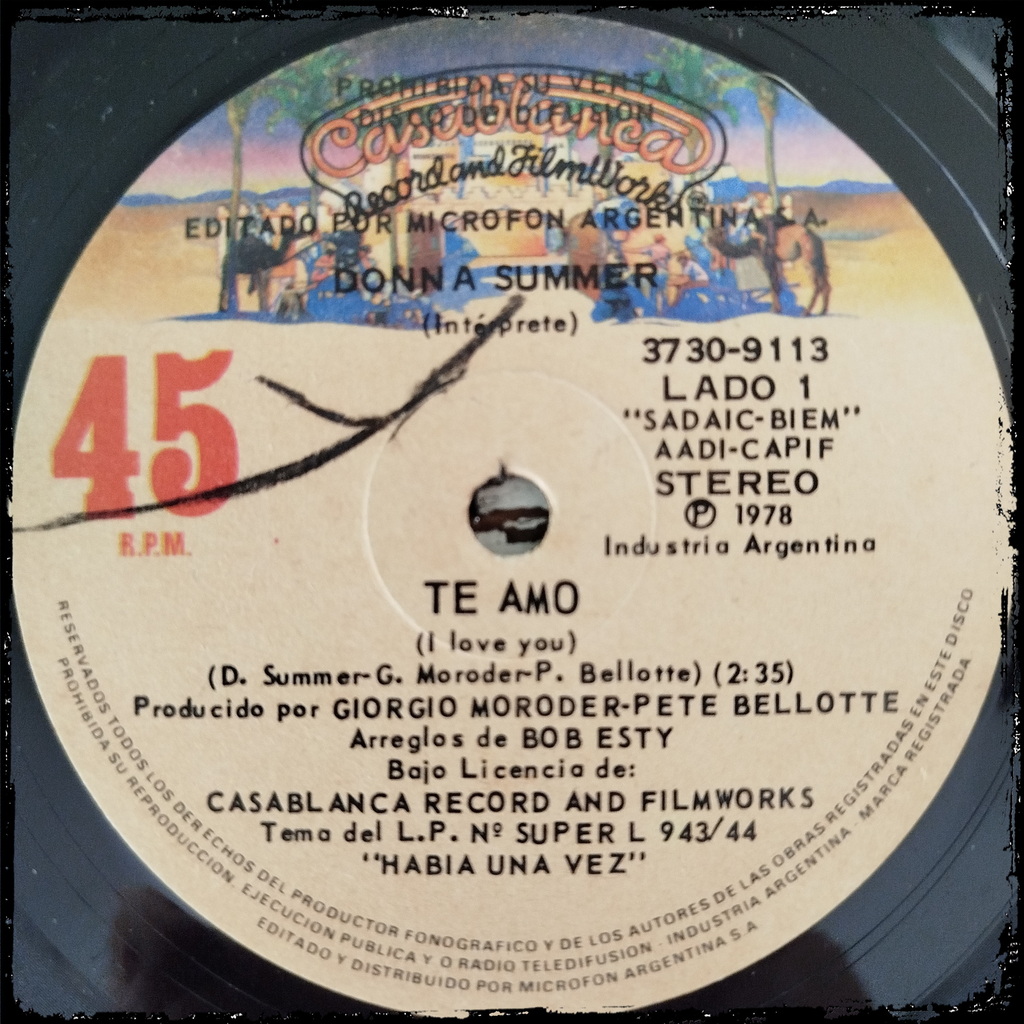 PROHIBIDA SU VENTA
DISCO DE DIFUSION
Casablanca
Record and FilmWorks
EDITADO POR MICROFON ARGENTINA S.A.
DONNA SUMMER
(Intérprete)
45
R.P.M.
3730-9113
LADO 1
"SADAIC-BIEM"
AADI-CAPIF
STEREO
Ⓟ 1978
Industria Argentina
TE AMO
(I love you)
(D. Summer-G. Moroder-P. Bellotte) (2:35)
Producido por GIORGIO MORODER-PETE BELLOTTE
Arreglos de BOB ESTY
Bajo Licencia de:
CASABLANCA RECORD AND FILMWORKS
Tema del L.P. Nº SUPER L 943/44
"HABIA UNA VEZ"
RESERVADOS TODOS LOS DERECHOS DEL PRODUCTOR FONOGRAFICO Y DE LOS AUTORES DE LAS OBRAS REGISTRADAS EN ESTE DISCO
PROHIBIDA SU REPRODUCCION, EJECUCION PUBLICA Y O RADIO TELEDIFUSION - INDUSTRIA ARGENTINA - MARCA REGISTRADA
EDITADO Y DISTRIBUIDO POR MICROFON ARGENTINA S A